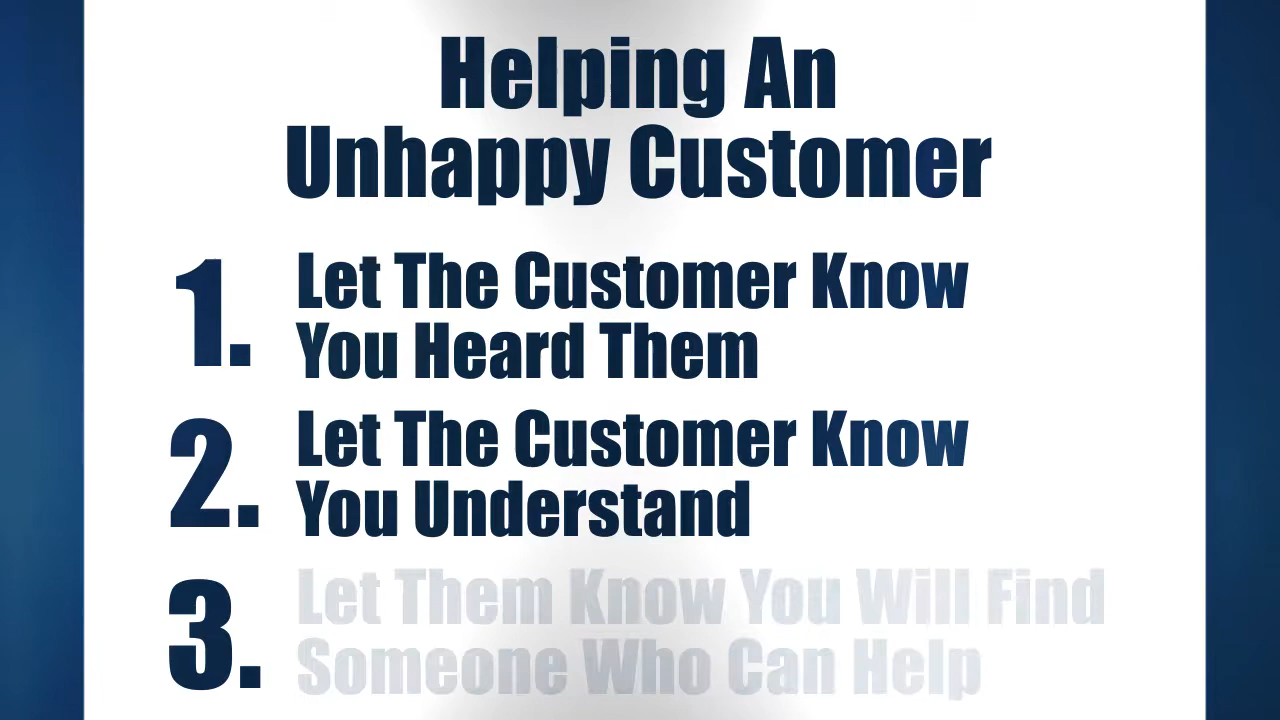 Helping An
Unhappy Customer
1. Let The Customer Know
You Heard Them
2. Let The Customer Know
You Understand
3. Let Them Know You Will Find
Someone Who Can Help